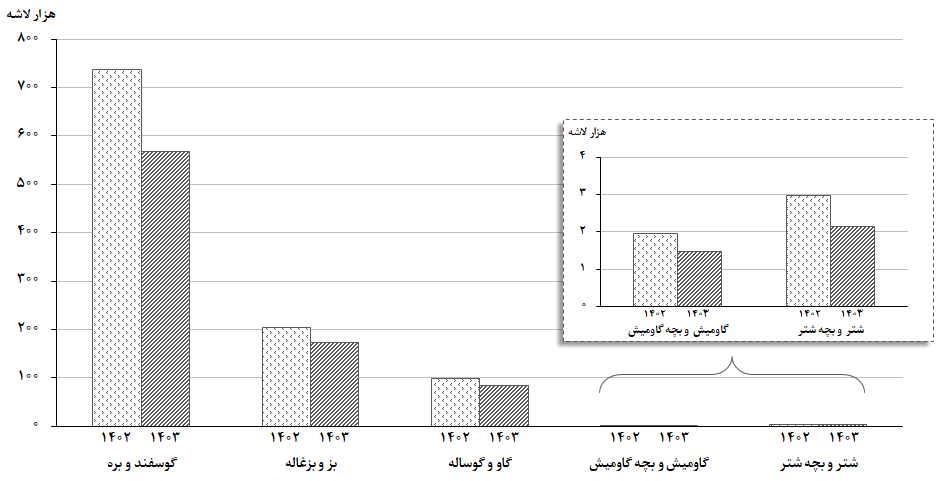 هزار لاشه
۸۰۰
۷۰۰
۶۰۰
۵۰۰
۴۰۰
۳۰۰
۲۰۰
۱۰۰
۰
۱۴۰۲ ۱۴۰۳ ۱۴۰۲ ۱۴۰۳ ۱۴۰۲ ۱۴۰۳ ۱۴۰۲ ۱۴۰۳ ۱۴۰۲ ۱۴۰۳
گوسفند و بره
بز و بزغاله
گاو و گوساله
گاومیش و بچه گاومیش
شتر و بچه شتر
هزار لاشه
۴
۳
۲
۱
۰
۱۴۰۲ ۱۴۰۳ ۱۴۰۲ ۱۴۰۳
گاومیش و بچه گاومیش
شتر و بچه شتر